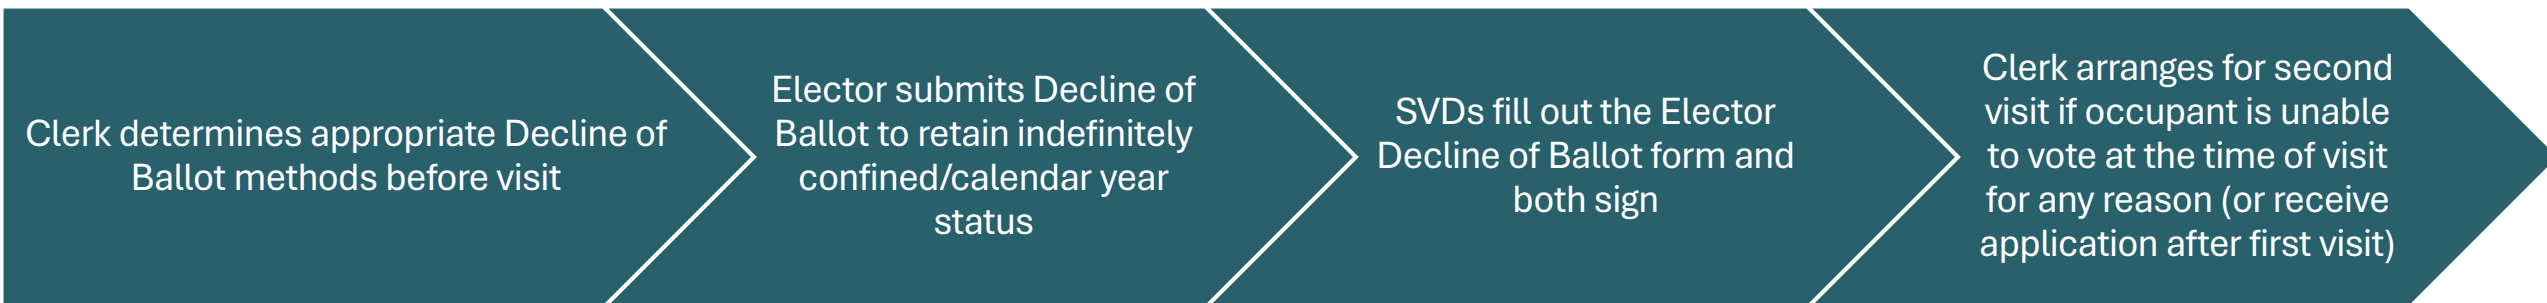 Clerk determines appropriate Decline of
Ballot methods before visit
Elector submits Decline of
Ballot to retain indefinitely
confined/calendar year
status
SVDs fill out the Elector
Decline of Ballot form and
both sign
Clerk arranges for second
visit if occupant is unable
to vote at the time of visit
for any reason (or receive
application after first visit)